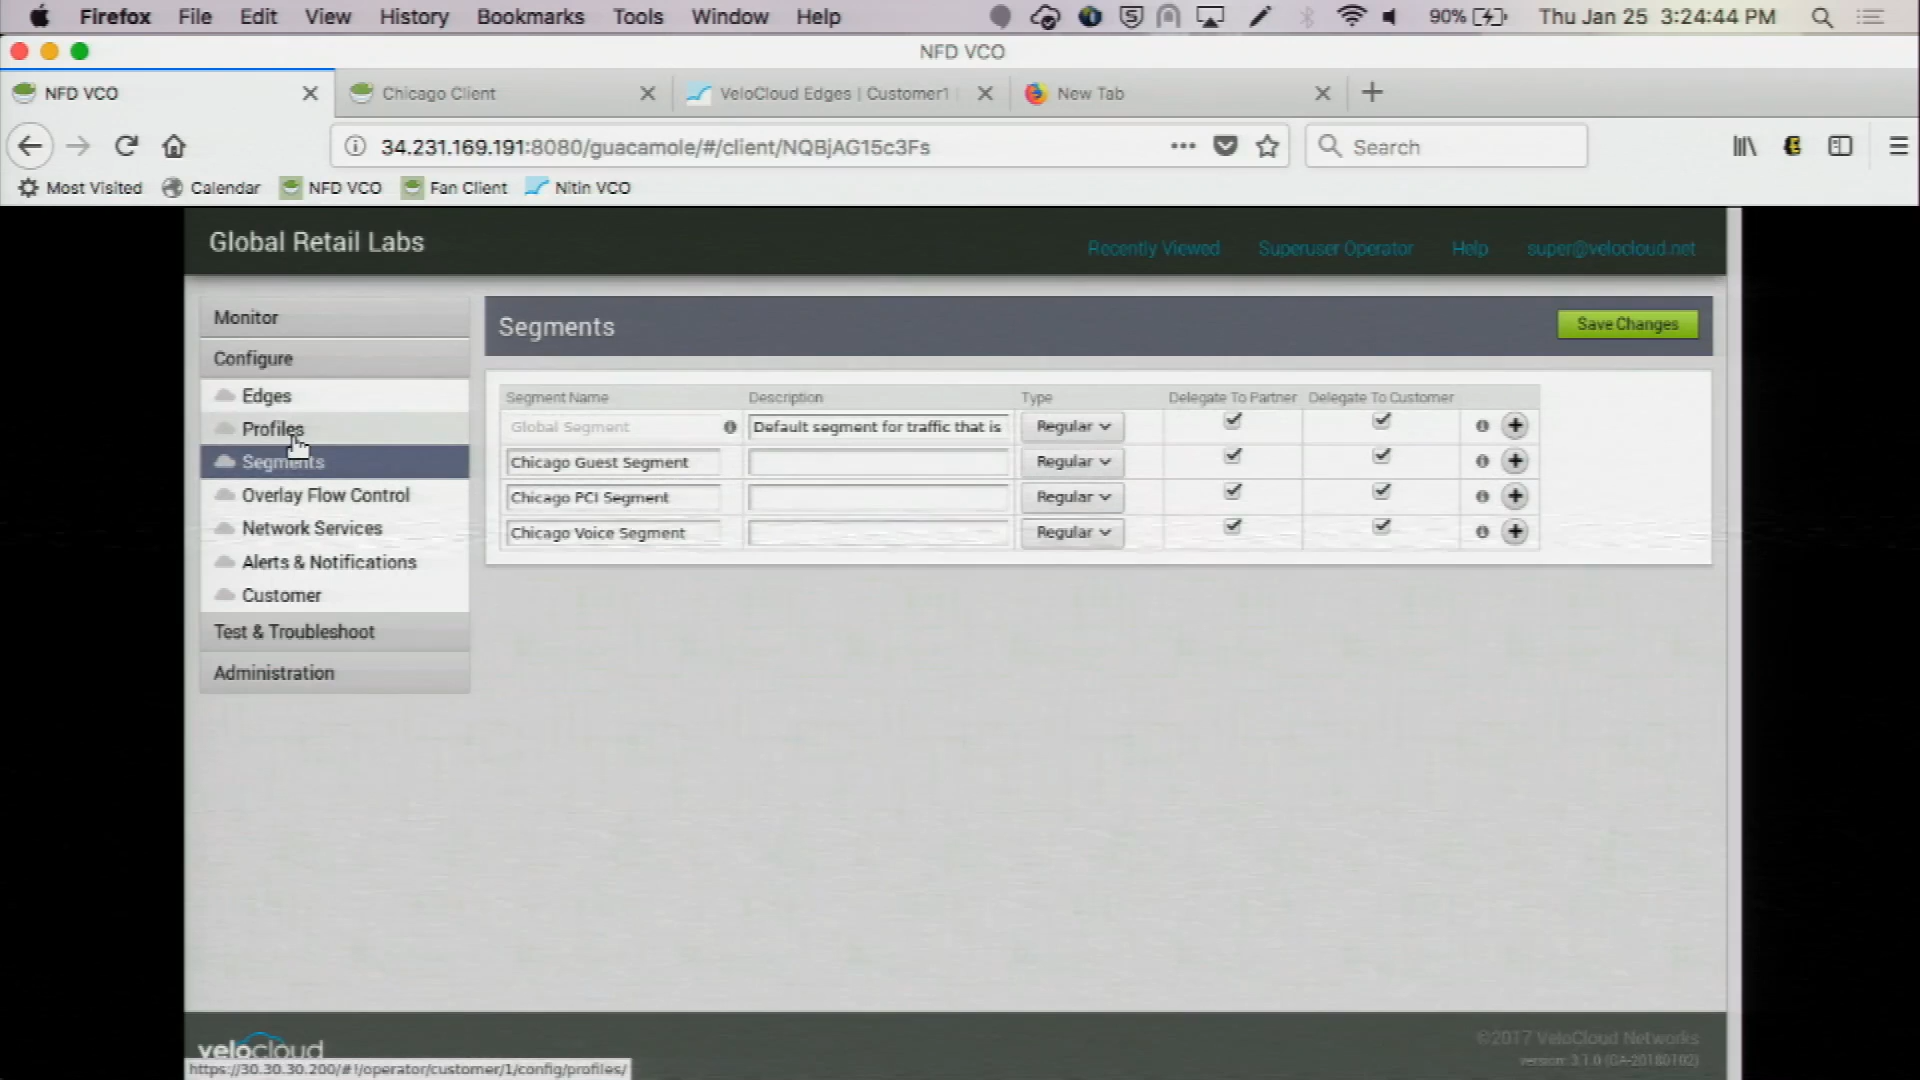 Firefox File Edit View History Bookmarks Tools Window Help 90% Thu Jan 25 3:24:44 PM
NFD VCO
NFD VCO Chicago Client VeloCloud Edges | Customer1 New Tab
34.231.169.191:8080/guacamole/#/client/NQBjAG15c3Fs Search
Most Visited Calendar NFD VCO Fan Client Nitin VCO
Global Retail Labs
Recently Viewed Superuser Operator Help super@velocloud.net
Monitor
Configure
Edges
Profiles
Segments
Overlay Flow Control
Network Services
Alerts & Notifications
Customer
Test & Troubleshoot
Administration
Segments
Save Changes
Segment Name Description Type Delegate To Partner Delegate To Customer
Global Segment Default segment for traffic that is Regular
Chicago Guest Segment Regular
Chicago PCI Segment Regular
Chicago Voice Segment Regular
velocloud
©2017 VeloCloud Networks
version: 3.1.0 (GA-20180102)
https://30.30.30.200/#!/operator/customer/1/config/profiles/